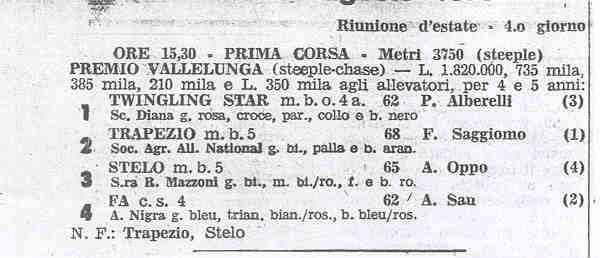 Riunione d'estate - 4.o giorno
ORE 15,30 - PRIMA CORSA - Metri 3750 (steeple)
PREMIO VALLELUNGA (steeple-chase) — L. 1.820.000, 735 mila,
385 mila, 210 mila e L. 350 mila agli allevatori, per 4 e 5 anni:
1 TWINGLING STAR m. b. o. 4 a. 62 P. Alberelli (3)
Sc. Diana g. rosa, croce, par., collo e b. nero
2 TRAPEZIO m. b. 5 68 F. Saggiomo (1)
Soc. Agr. All. National g. bi., palla e b. aran.
3 STELO m. b. 5 65 A. Oppo (4)
S.ra R. Mazzoni g. bi., m. bi./ro., f. e b. ro.
4 FA c. s. 4 62 A. Sau (2)
A. Nigra g. bleu, trian. bian./ros., b. bleu/ros.
N. F.: Trapezio, Stelo